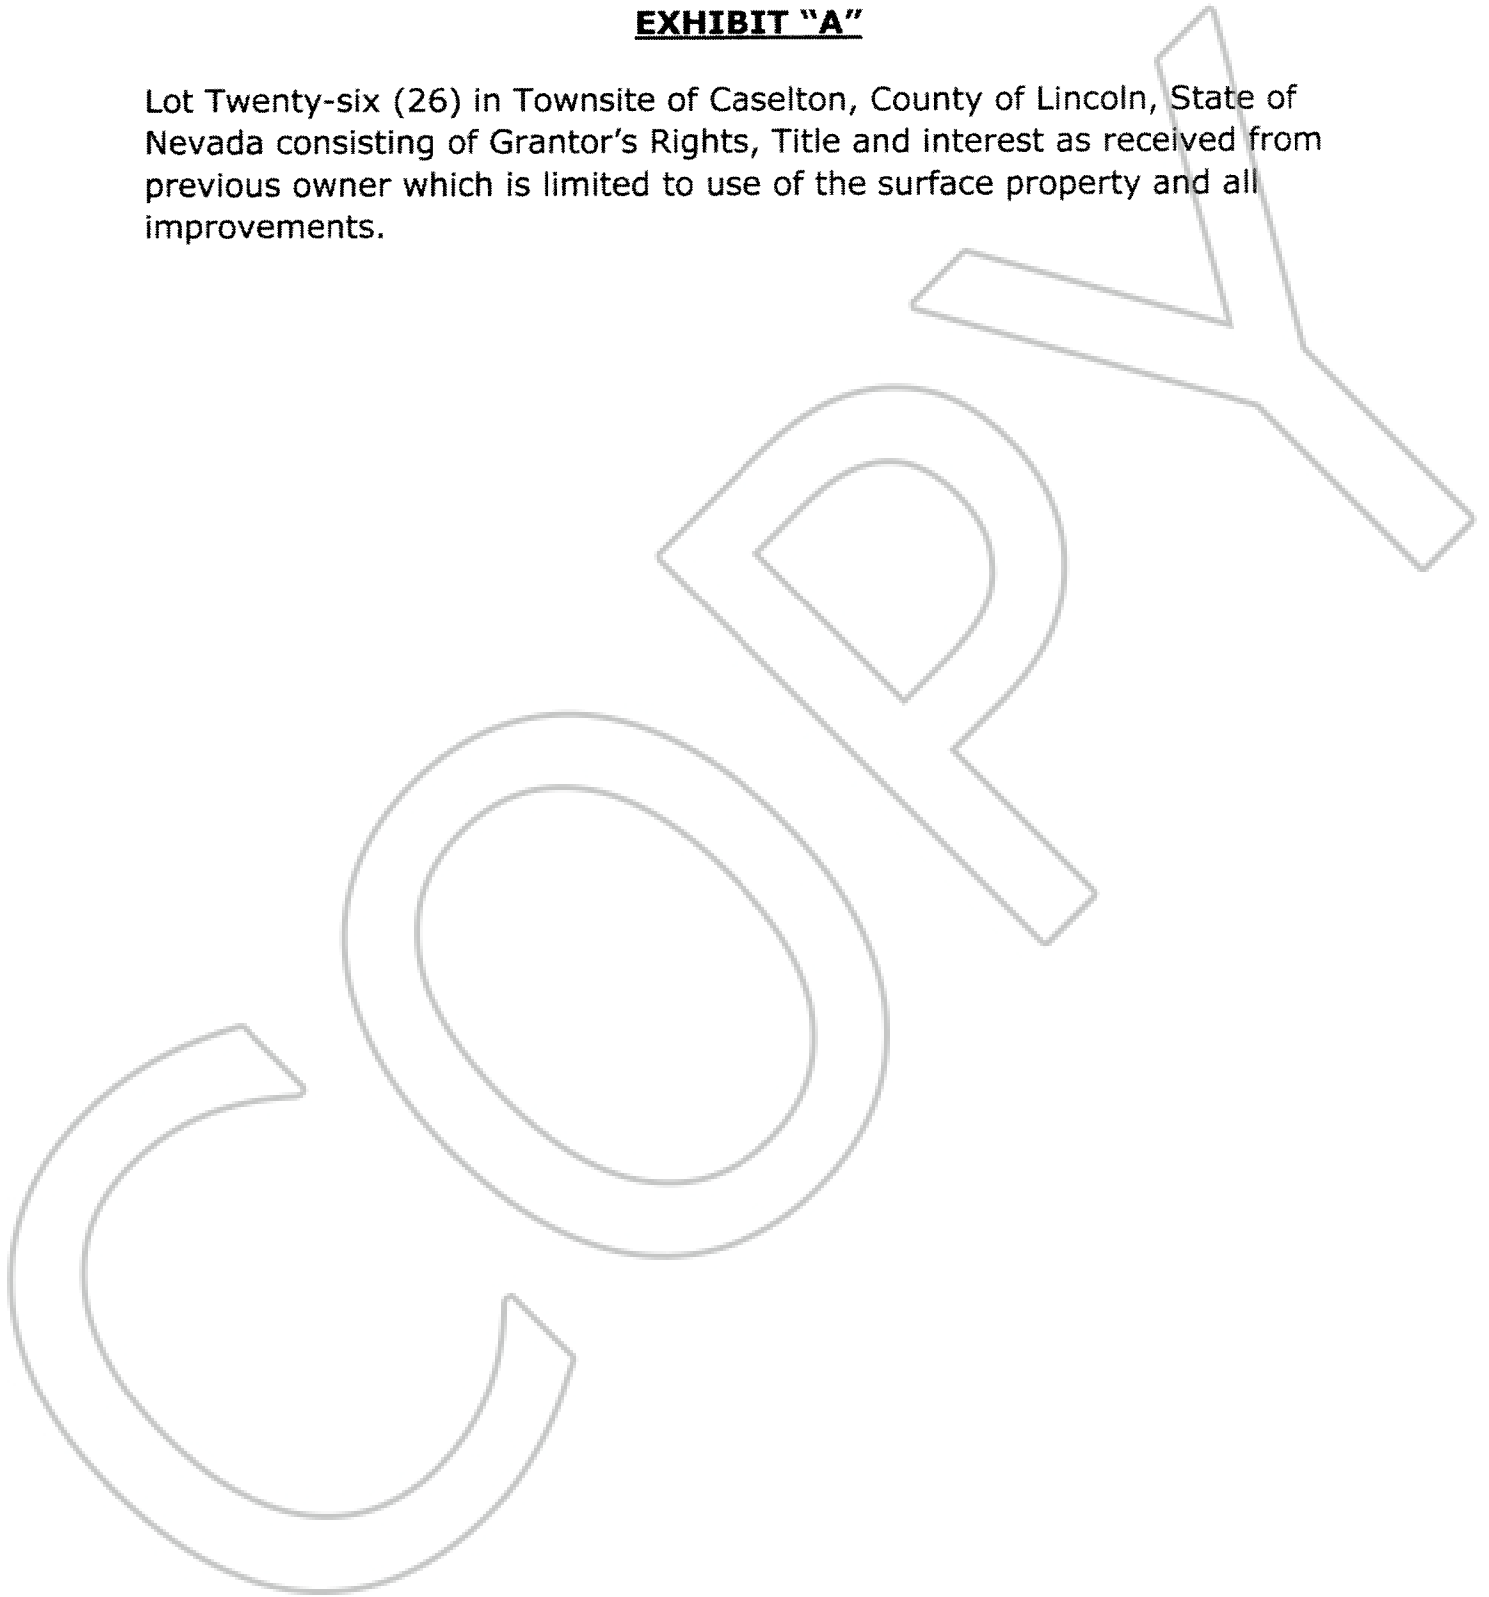 EXHIBIT “A”
Lot Twenty-six (26) in Townsite of Caselton, County of Lincoln, State of
Nevada consisting of Grantor’s Rights, Title and interest as received from
previous owner which is limited to use of the surface property and all
improvements.
COPY